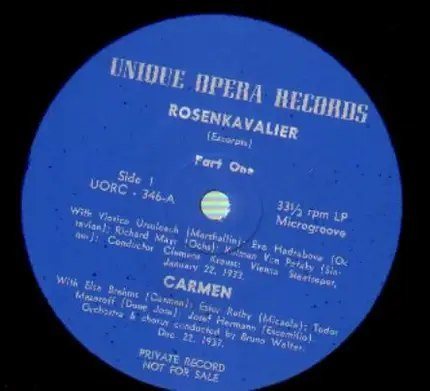 UNIQUE OPERA RECORDS
ROSENKAVALIER
(Excerpts)
Part One
Side 1
UORC - 346-A
33⅓ rpm LP
Microgroove
With Viorica Ursuleach (Marshallin); Eva Hadrabova (Oc
tavian); Richard Mayr (Ochs); Kolman Von Pataky (Sin-
ger); Conductor Clemens Krauss; Vienna Staatsoper,
January 22, 1933.
CARMEN
With Else Brehms (Carmen); Ester Rethy (Micaela); Todor
Mazaroff (Done Jose); Josef Hermann (Escamillo).
Orchestra & chorus conducted by Bruno Walter.
Dec. 22, 1937.
PRIVATE RECORD
NOT FOR SALE